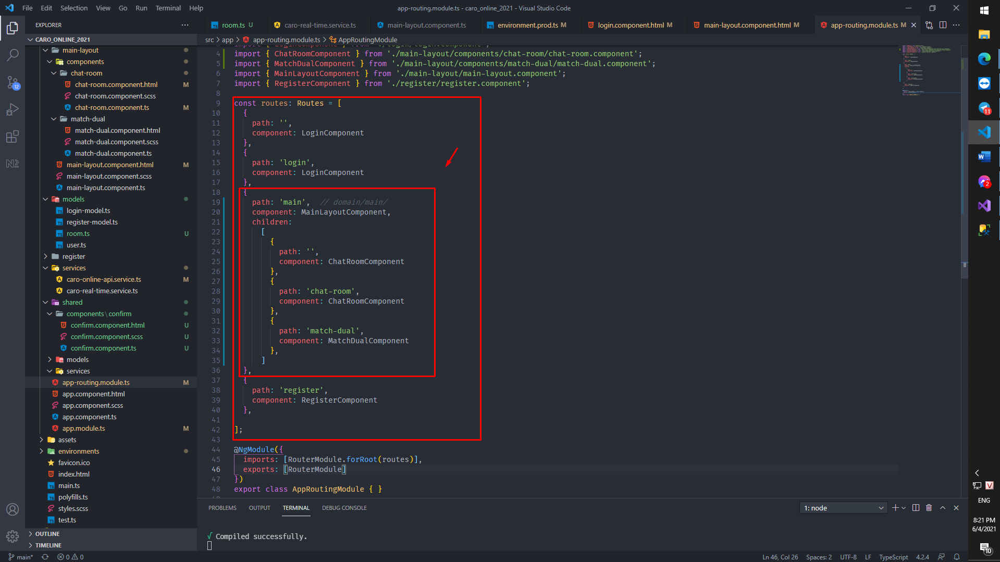 File Edit Selection View Go Run Terminal Help
app-routing.module.ts - caro_online_2021 - Visual Studio Code
EXPLORER
CARO_ONLINE_2021
main-layout
components
chat-room
chat-room.component.html M
chat-room.component.scss
chat-room.component.ts M
match-dual
match-dual.component.html
match-dual.component.scss
match-dual.component.ts
main-layout.component.html M
main-layout.component.scss
main-layout.component.ts
models
login-model.ts
register-model.ts
room.ts U
user.ts
register
services
caro-online-api.service.ts M
caro-real-time.service.ts
shared
components\confirm
confirm.component.html U
confirm.component.scss U
confirm.component.ts U
models
services
app-routing.module.ts M
app.component.html
app.component.scss
app.component.ts
app.module.ts M
assets
environments
favicon.ico
index.html
main.ts
polyfills.ts
styles.scss
test.ts
OUTLINE
TIMELINE
12
room.ts U
caro-real-time.service.ts
main-layout.component.ts
environment.prod.ts M
login.component.html M
main-layout.component.html M
app-routing.module.ts M
src > app > app-routing.module.ts > AppRoutingModule
3 import { LoginComponent } from './login/login.component';
4 import { ChatRoomComponent } from './main-layout/components/chat-room/chat-room.component';
5 import { MatchDualComponent } from './main-layout/components/match-dual/match-dual.component';
6 import { MainLayoutComponent } from './main-layout/main-layout.component';
7 import { RegisterComponent } from './register/register.component';
8
9 const routes: Routes = [
10 {
11 path: '',
12 component: LoginComponent
13 },
14 {
15 path: 'login',
16 component: LoginComponent
17 },
18 {
19 path: 'main', // domain/main/
20 component: MainLayoutComponent,
21 children:
22 [
23 {
24 path: '',
25 component: ChatRoomComponent
26 },
27 {
28 path: 'chat-room',
29 component: ChatRoomComponent
30 },
31 {
32 path: 'match-dual',
33 component: MatchDualComponent
34 },
35 ]
36 },
37 {
38 path: 'register',
39 component: RegisterComponent
40 },
41
42 ];
43
44 @NgModule({
45 imports: [RouterModule.forRoot(routes)],
46 exports: [RouterModule]
47 })
48 export class AppRoutingModule { }
PROBLEMS OUTPUT TERMINAL DEBUG CONSOLE
1: node
√ Compiled successfully.
main* 0 0
Ln 46, Col 26 Spaces: 2 UTF-8 LF TypeScript 4.2.4
11
2
ENG
8:21 PM
6/4/2021
10